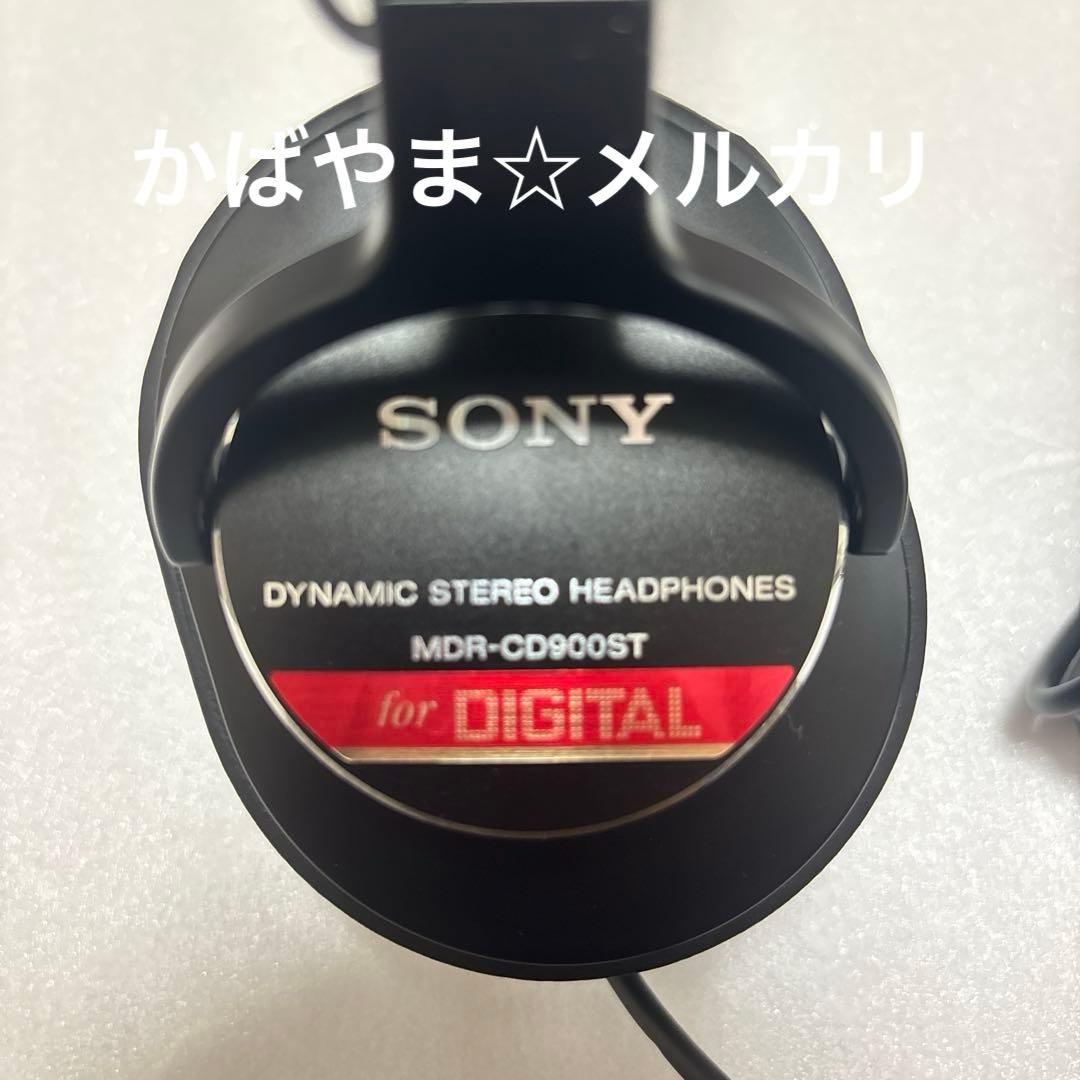 かばやま☆メルカリ
SONY
DYNAMIC STEREO HEADPHONES
MDR-CD900ST
for DIGITAL